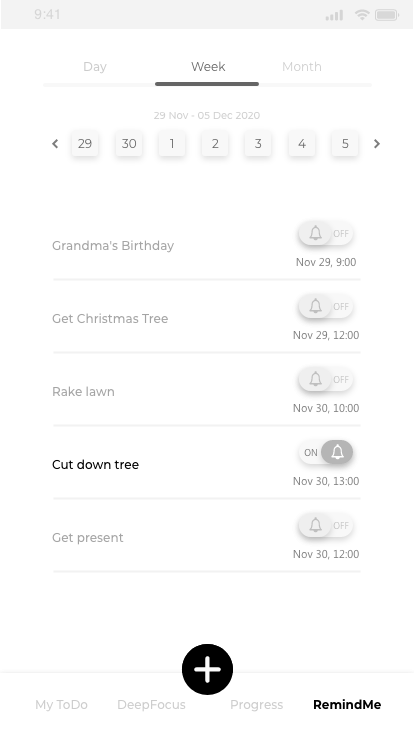 9:41
Day Week Month
29 Nov - 05 Dec 2020
29 30 1 2 3 4 5
OFF
Grandma's Birthday
Nov 29, 9:00
OFF
Get Christmas Tree
Nov 29, 12:00
OFF
Rake lawn
Nov 30, 10:00
ON
Cut down tree
Nov 30, 13:00
OFF
Get present
Nov 30, 12:00
My ToDo DeepFocus Progress RemindMe